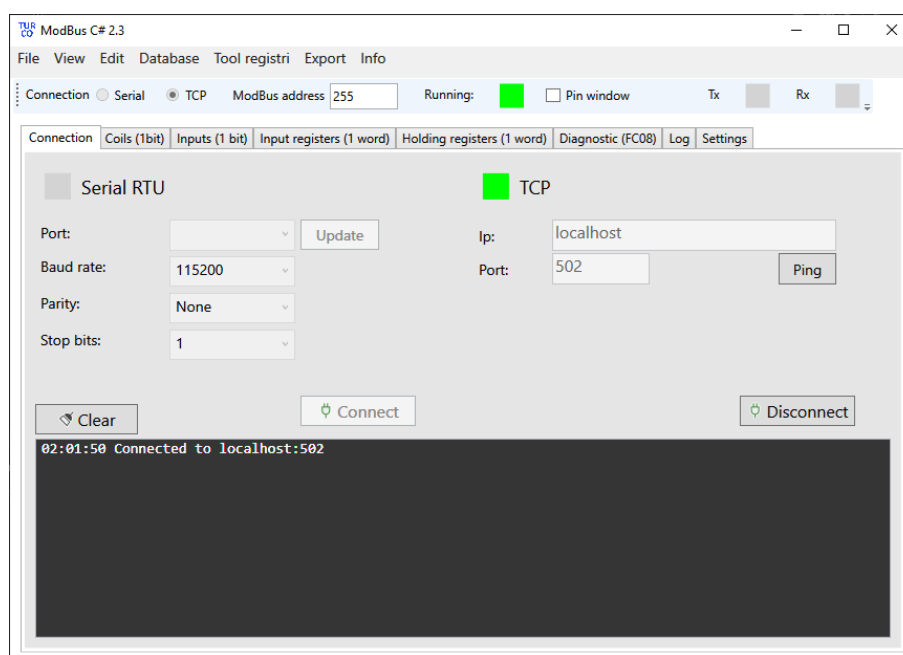 TUR
CO
ModBus C# 2.3
File View Edit Database Tool registri Export Info
Connection Serial TCP ModBus address 255 Running: Pin window Tx Rx
Connection Coils (1bit) Inputs (1 bit) Input registers (1 word) Holding registers (1 word) Diagnostic (FC08) Log Settings
Serial RTU TCP
Port: Update Ip: localhost
Baud rate: 115200 Port: 502 Ping
Parity: None
Stop bits: 1
Clear Connect Disconnect
02:01:50 Connected to localhost:502